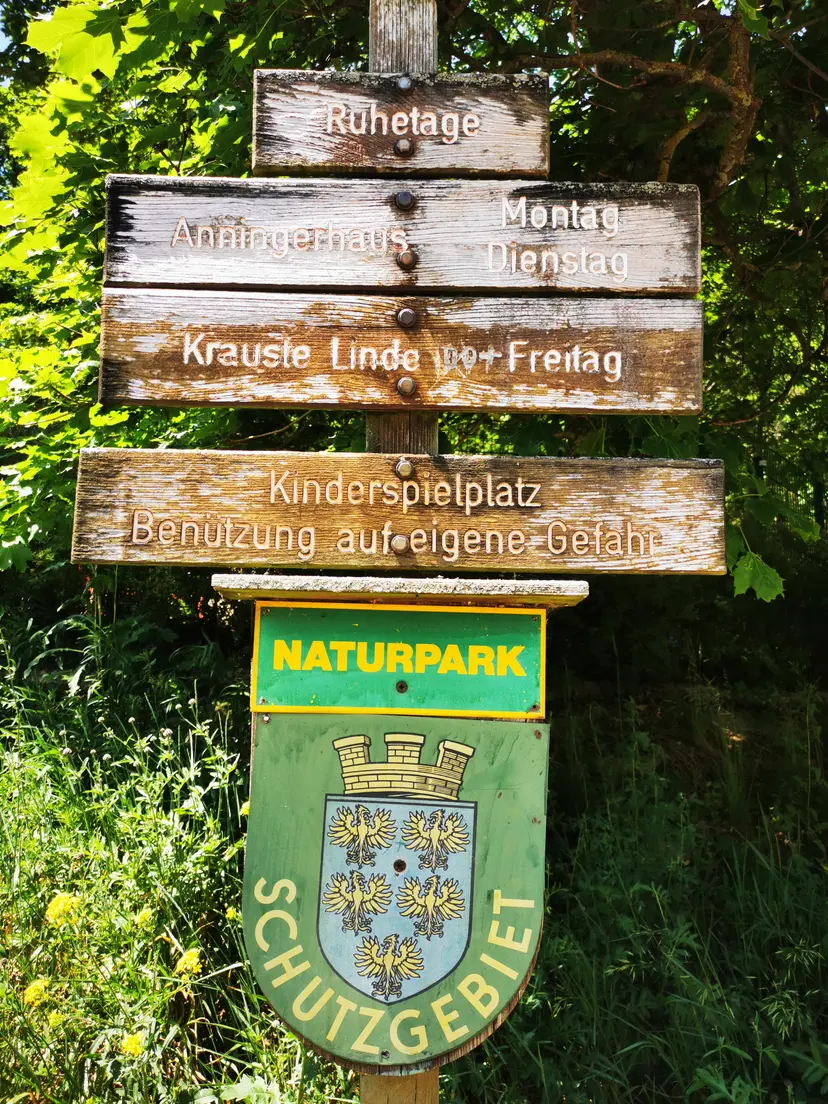 Ruhetage
Anningerhaus Montag
Dienstag
Krauste Linde Freitag
Kinderspielplatz
Benützung auf eigene Gefahr
NATURPARK
SCHUTZGEBIET